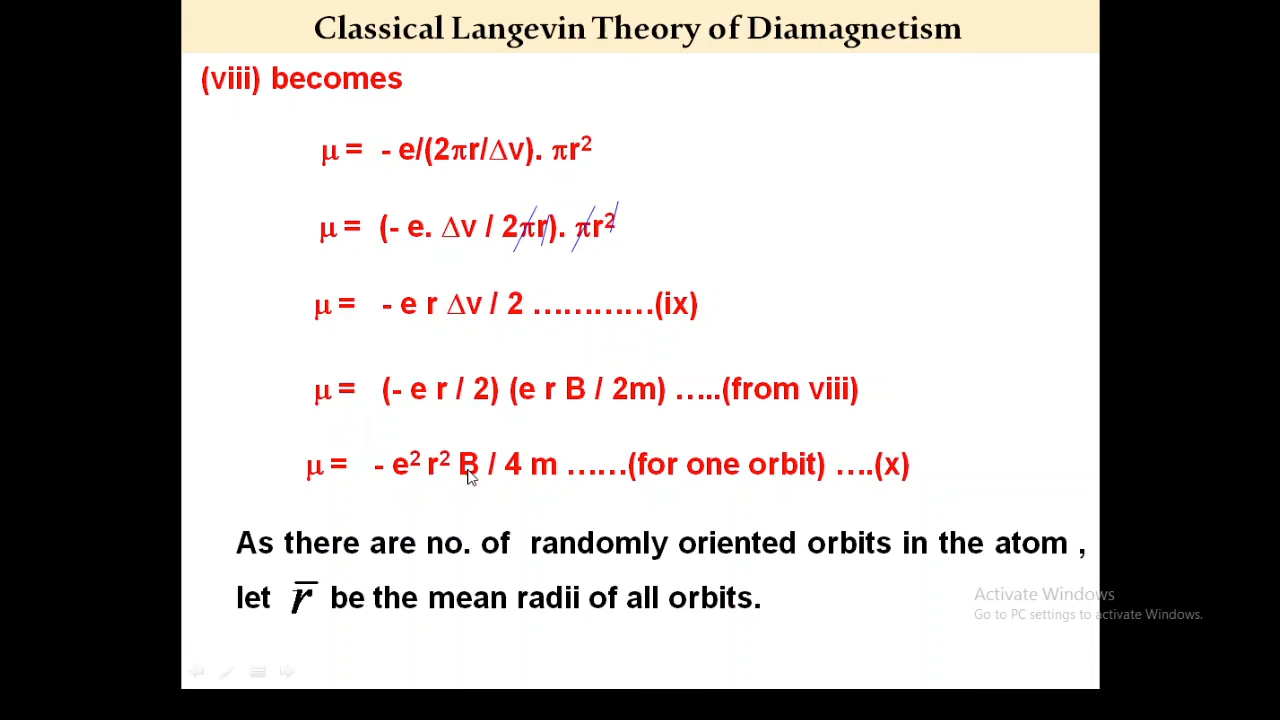 Classical Langevin Theory of Diamagnetism
(viii) becomes
μ = - e/(2πr/Δv). πr²
μ = (- e. Δv / 2πr). πr²
μ = - e r Δv / 2 …………(ix)
μ = (- e r / 2) (e r B / 2m) …..(from viii)
μ = - e² r² B / 4 m ……(for one orbit) ….(x)
As there are no. of randomly oriented orbits in the atom ,
let r̅ be the mean radii of all orbits.
Activate Windows
Go to PC settings to activate Windows.